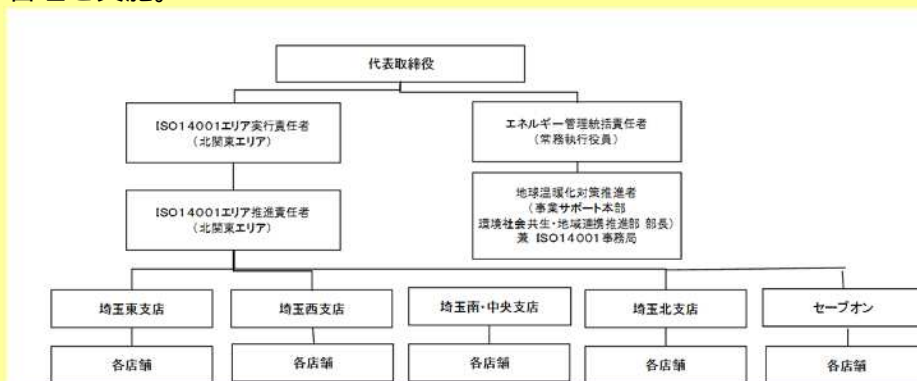 代表取締役
ISO14001エリア実行責任者
(北関東エリア)
エネルギー管理統括責任者
(常務執行役員)
ISO14001エリア推進責任者
(北関東エリア)
地球温暖化対策推進者
(事業サポート本部
環境社会共生・地域連携推進部 部長)
兼 ISO14001事務局
埼玉東支店
埼玉西支店
埼玉南・中央支店
埼玉北支店
セーブオン
各店舗
各店舗
各店舗
各店舗
各店舗